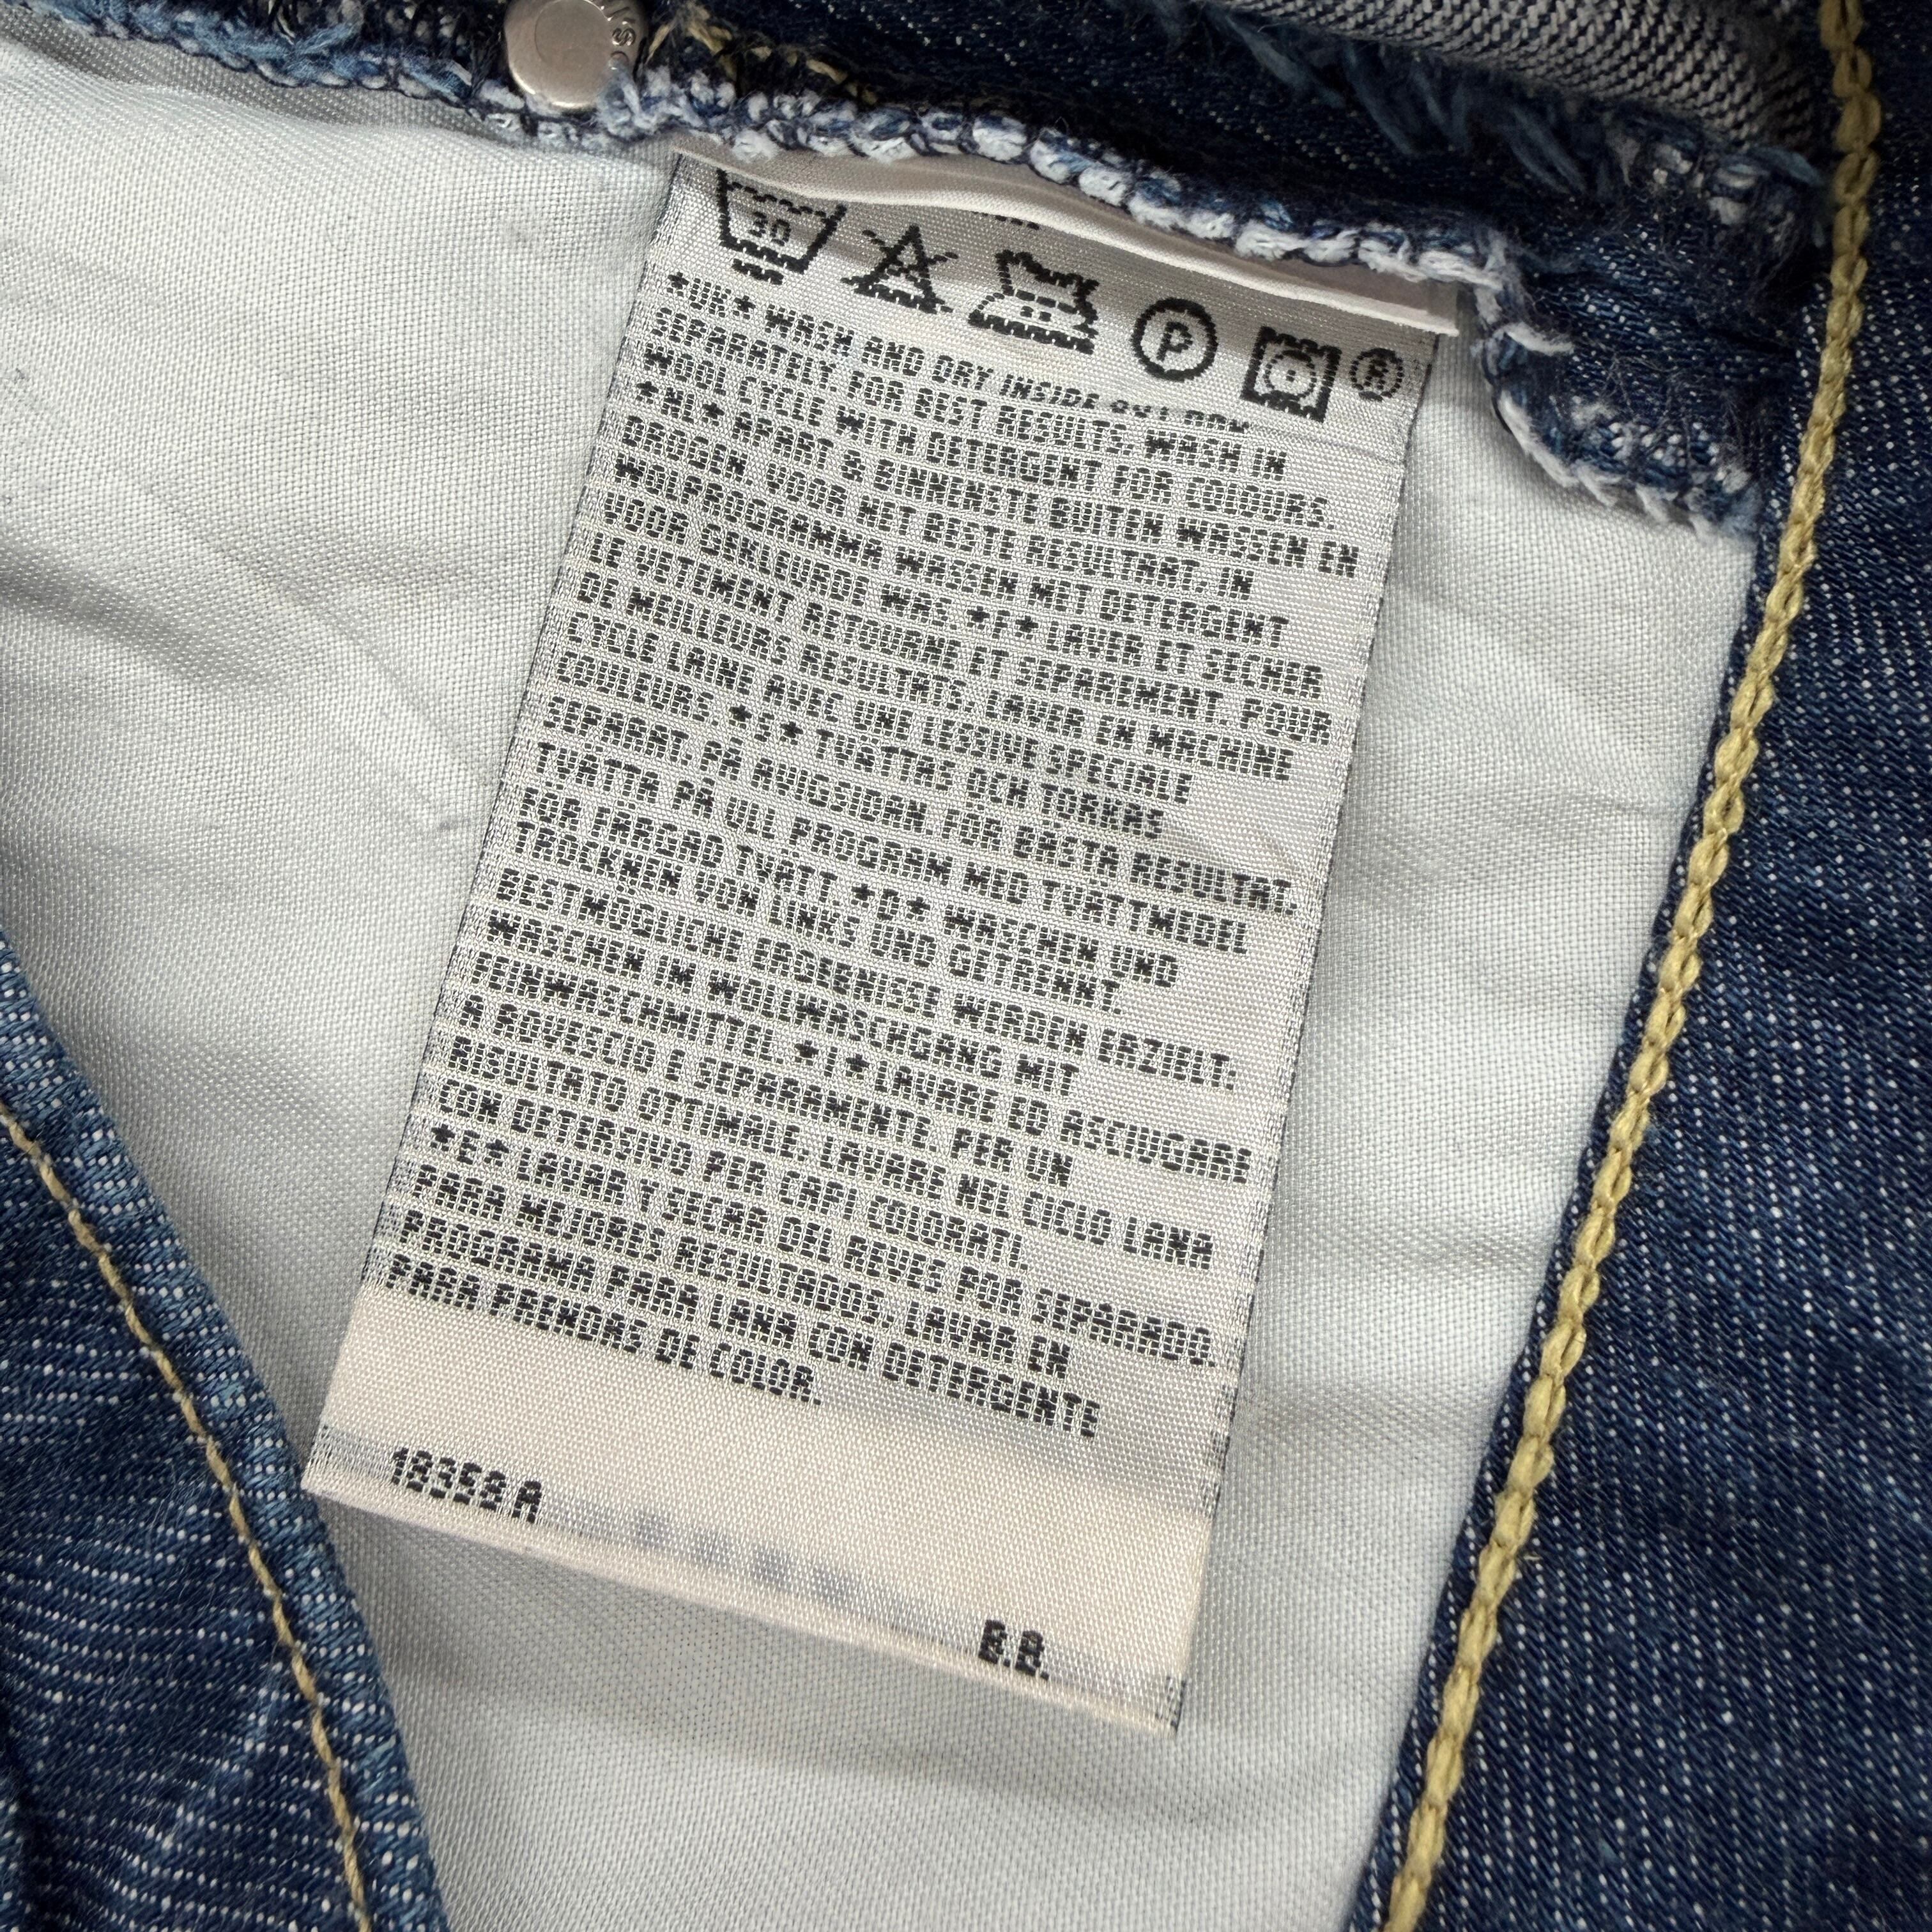 30
P
®
*UK* WASH AND DRY INSIDE OUT
SEPARATELY. FOR BEST RESULTS, WASH IN
WOOL CYCLE WITH DETERGENT FOR COLOURS.
*NL* APART & BINNENSTE BUITEN WASSEN EN
DROGEN. VOOR HET BESTE RESULTAAT, IN
WOLPROGRAMMA WASSEN MET DETERGENT
VOOR GEKLEURDE WAS. *F* LAVER ET SECHER
LE VETEMENT RETOURNE ET SEPAREMENT. POUR
DE MEILLEURS RESULTATS, LAVER EN MACHINE
CYCLE LAINE AVEC UNE LESSIVE SPECIALE
COULEURS. *S* TVÄTTAS OCH TORKAS
SEPARAT, PÅ AVIGSIDAN. FÖR BÄSTA RESULTAT,
TVÄTTA PÅ ULL PROGRAM MED TVÄTTMEDEL
FÖR FÄRGAD TVÄTT. *D* WASCHEN UND
TROCKNEN VON LINKS UND GETRENNT.
BESTMÖGLICHE ERGENISSE WERDEN ERZIELT,
WASCHEN IM WOLLWASCHGANG MIT
FEINWASCHMITTEL. *I* LAVARE ED ASCIUGARE
A ROVESCIO E SEPARAMENTE. PER UN
RISULTATO OTTIMALE, LAVARE NEL CICLO LANA
CON DETERSIVO PER CAPI COLORATI.
*E* LAVAR Y SECAR DEL REVES POR SEPARADO.
PARA MEJORES RESULTADOS, LAVAR EN
PROGRAMA PARA LANA CON DETERGENTE
PARA PRENDAS DE COLOR.
18358A
B.B.